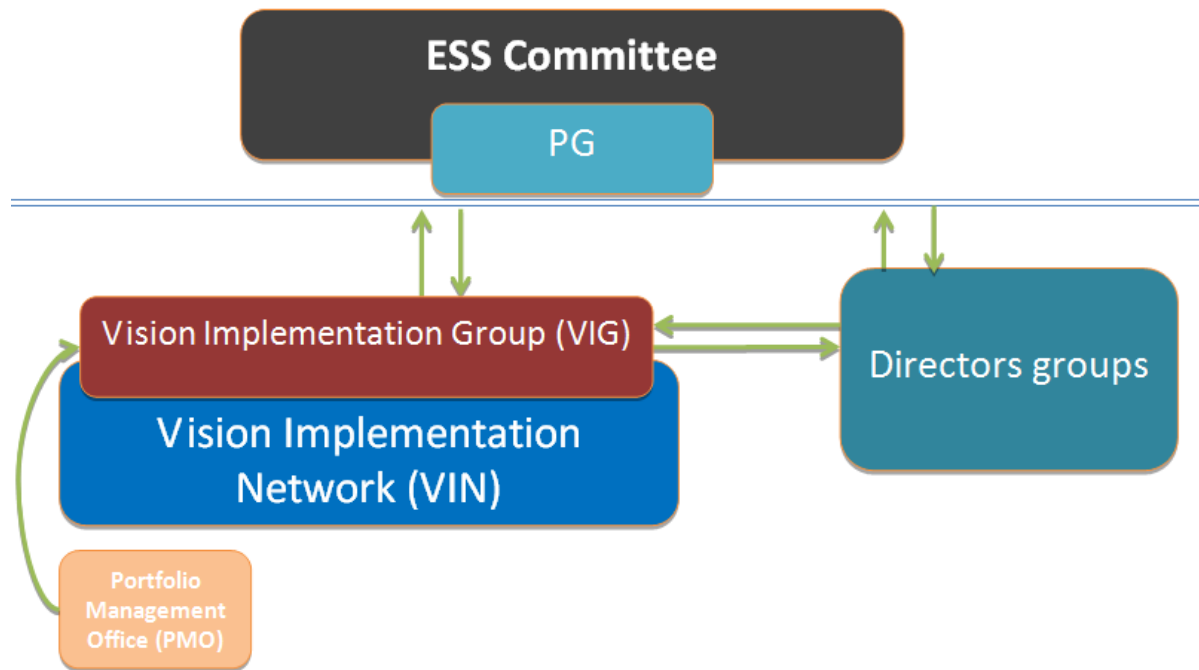 ESS Committee
PG
Vision Implementation Group (VIG)
Directors groups
Vision Implementation
Network (VIN)
Portfolio
Management
Office (PMO)